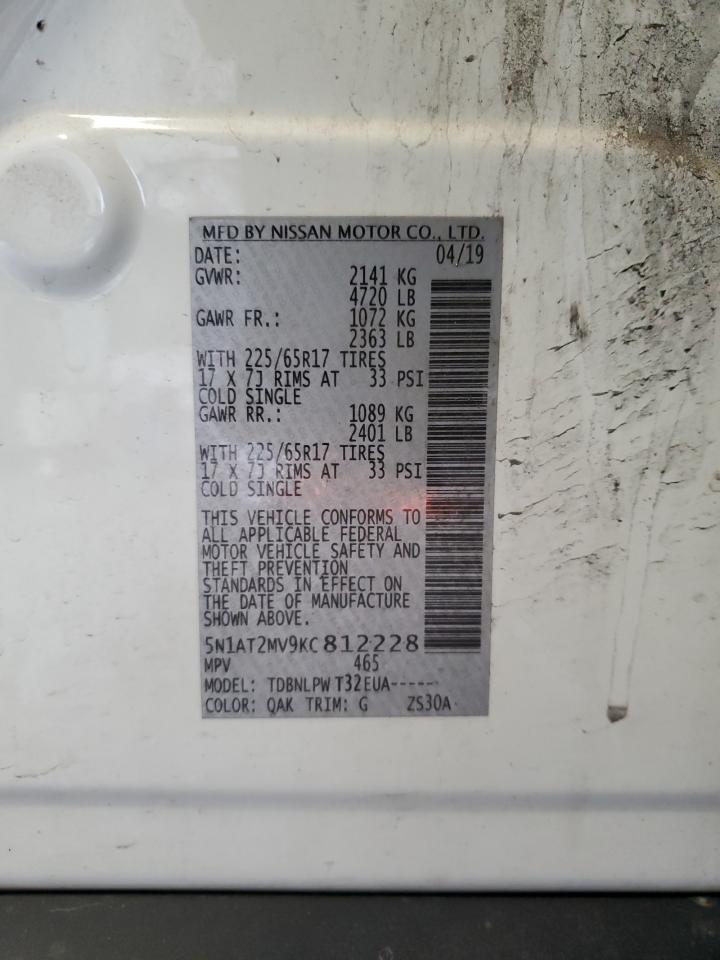 MFD BY NISSAN MOTOR CO., LTD.
DATE: 04/19
GVWR: 2141 KG
4720 LB
GAWR FR.: 1072 KG
2363 LB
WITH 225/65R17 TIRES
17 X 7J RIMS AT 33 PSI
COLD SINGLE
GAWR RR.: 1089 KG
2401 LB
WITH 225/65R17 TIRES
17 X 7J RIMS AT 33 PSI
COLD SINGLE
THIS VEHICLE CONFORMS TO
ALL APPLICABLE FEDERAL
MOTOR VEHICLE SAFETY AND
THEFT PREVENTION
STANDARDS IN EFFECT ON
THE DATE OF MANUFACTURE
SHOWN ABOVE.
5N1AT2MV9KC812228
MPV 465
MODEL: TDBNLPW T32EUA-----
COLOR: QAK TRIM: G ZS30A